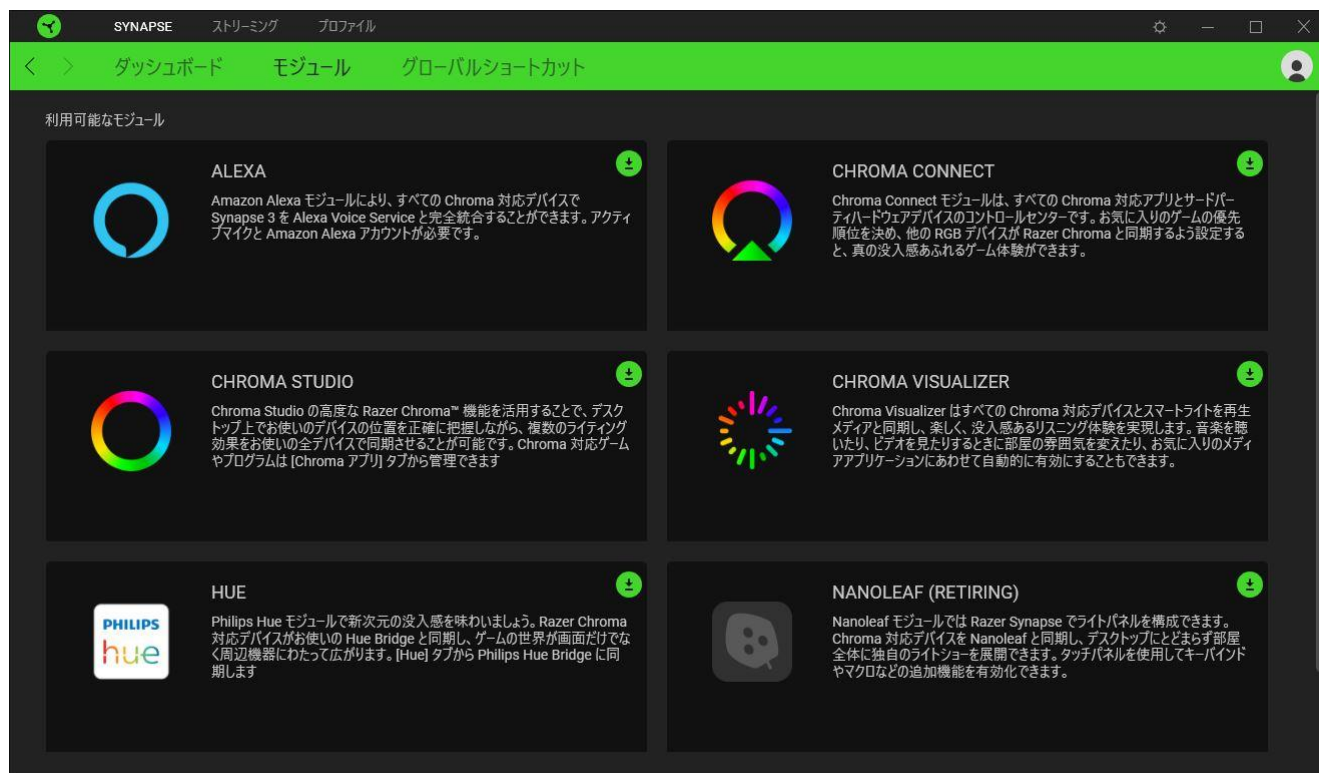 SYNAPSE ストリーミング プロファイル
ダッシュボード モジュール グローバルショートカット
利用可能なモジュール
ALEXA
Amazon Alexa モジュールにより、すべての Chroma 対応デバイスで
Synapse 3 を Alexa Voice Service と完全統合することができます。アクティ
ブマイクと Amazon Alexa アカウントが必要です。
CHROMA CONNECT
Chroma Connect モジュールは、すべての Chroma 対応アプリとサードパー
ティハードウェアデバイスのコントロールセンターです。お気に入りのゲームの優先
順位を決め、他の RGB デバイスが Razer Chroma と同期するよう設定する
と、真の没入感あふれるゲーム体験ができます。
CHROMA STUDIO
Chroma Studio の高度な Razer Chroma™ 機能を活用することで、デスク
トップ上でお使いのデバイスの位置を正確に把握しながら、複数のライティング
効果をお使いの全デバイスで同期させることが可能です。Chroma 対応ゲーム
やプログラムは [Chroma アプリ] タブから管理できます
CHROMA VISUALIZER
Chroma Visualizer はすべての Chroma 対応デバイスとスマートライトを再生
メディアと同期し、楽しく、没入感あるリスニング体験を実現します。音楽を聴
いたり、ビデオを見たりするときに部屋の雰囲気を変えたり、お気に入りのメディ
アアプリケーションにあわせて自動的に有効にすることもできます。
PHILIPS
hue
HUE
Philips Hue モジュールで新次元の没入感を味わいましょう。Razer Chroma
対応デバイスがお使いの Hue Bridge と同期し、ゲームの世界が画面だけでな
く周辺機器にわたって広がります。[Hue] タブから Philips Hue Bridge に同
期します
NANOLEAF (RETIRING)
Nanoleaf モジュールでは Razer Synapse でライトパネルを構成できます。
Chroma 対応デバイスを Nanoleaf と同期し、デスクトップにとどまらず部屋
全体に独自のライトショーを展開できます。タッチパネルを使用してキーバインド
やマクロなどの追加機能を有効化できます。